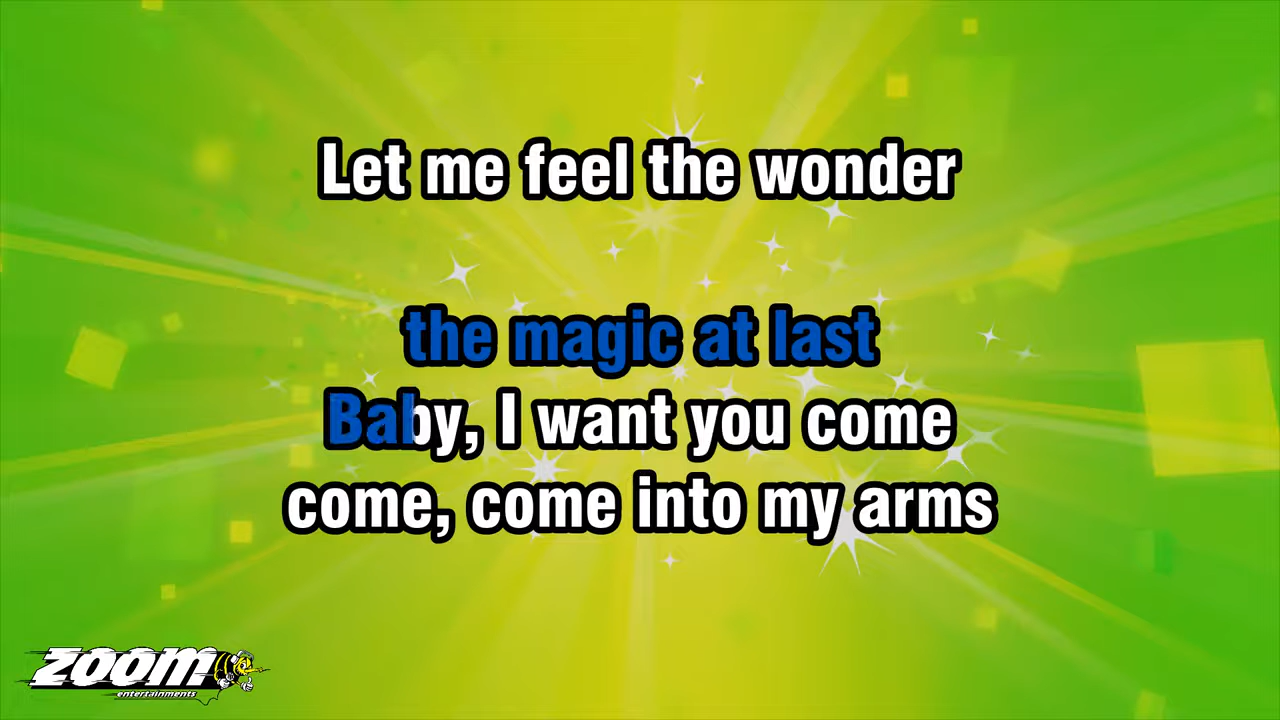 Let me feel the wonder
the magic at last
Baby, I want you come
come, come into my arms
zoom
entertainments